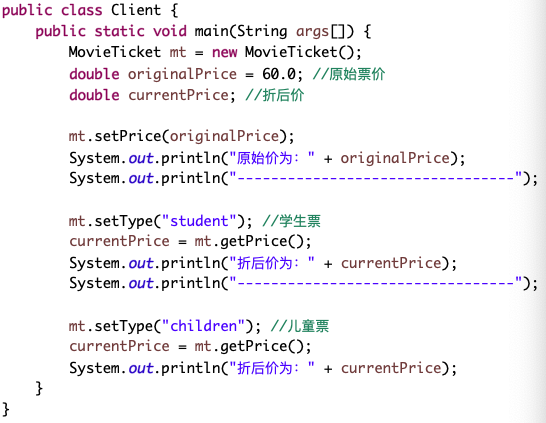 public class Client {
    public static void main(String args[]) {
        MovieTicket mt = new MovieTicket();
        double originalPrice = 60.0; //原始票价
        double currentPrice; //折后价

        mt.setPrice(originalPrice);
        System.out.println("原始价为：" + originalPrice);
        System.out.println("---------------------------------");

        mt.setType("student"); //学生票
        currentPrice = mt.getPrice();
        System.out.println("折后价为：" + currentPrice);
        System.out.println("---------------------------------");

        mt.setType("children"); //儿童票
        currentPrice = mt.getPrice();
        System.out.println("折后价为：" + currentPrice);
    }
}